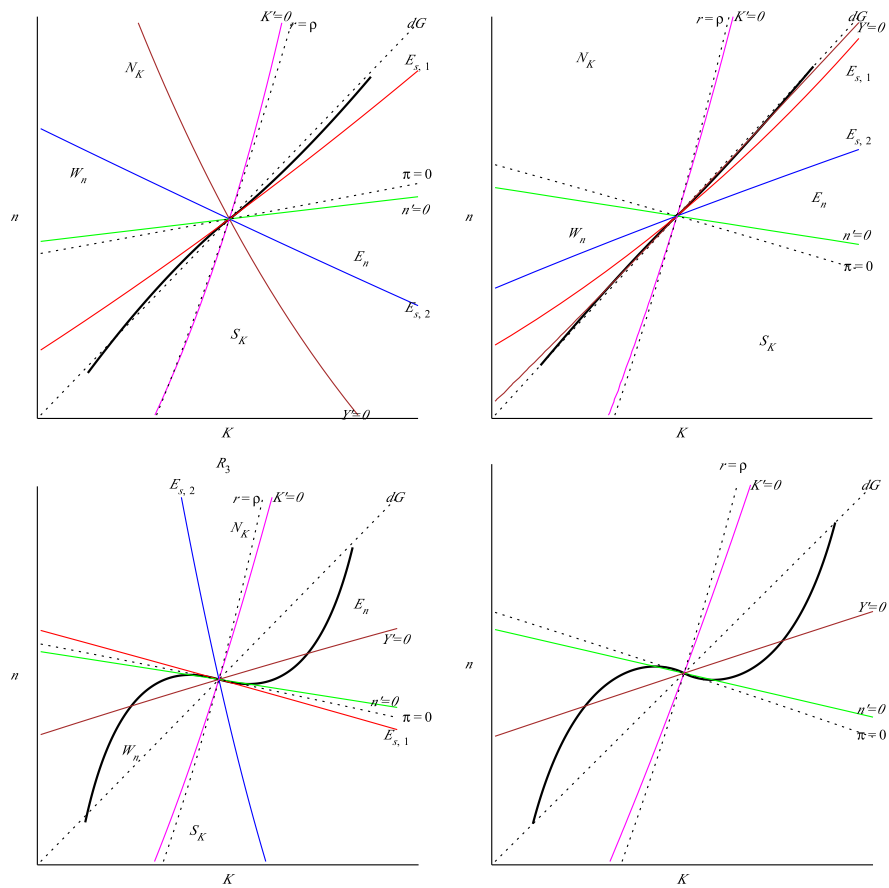 K'=0
r=ρ
dG
N_K
E_s, 1
W_n
π=0
n'=0
n
E_n
E_s, 2
S_K
Y'=0
K
r=ρ
K'=0
dG
Y'=0
N_K
E_s, 1
E_s, 2
E_n
n
W_n
n'=0
π=0
S_K
K
R_3
E_s, 2
r=ρ
K'=0
dG
N_K
E_n
Y'=0
n
n'=0
π=0
E_s, 1
W_n
S_K
K
r=ρ
K'=0
dG
Y'=0
n
n'=0
π=0
K